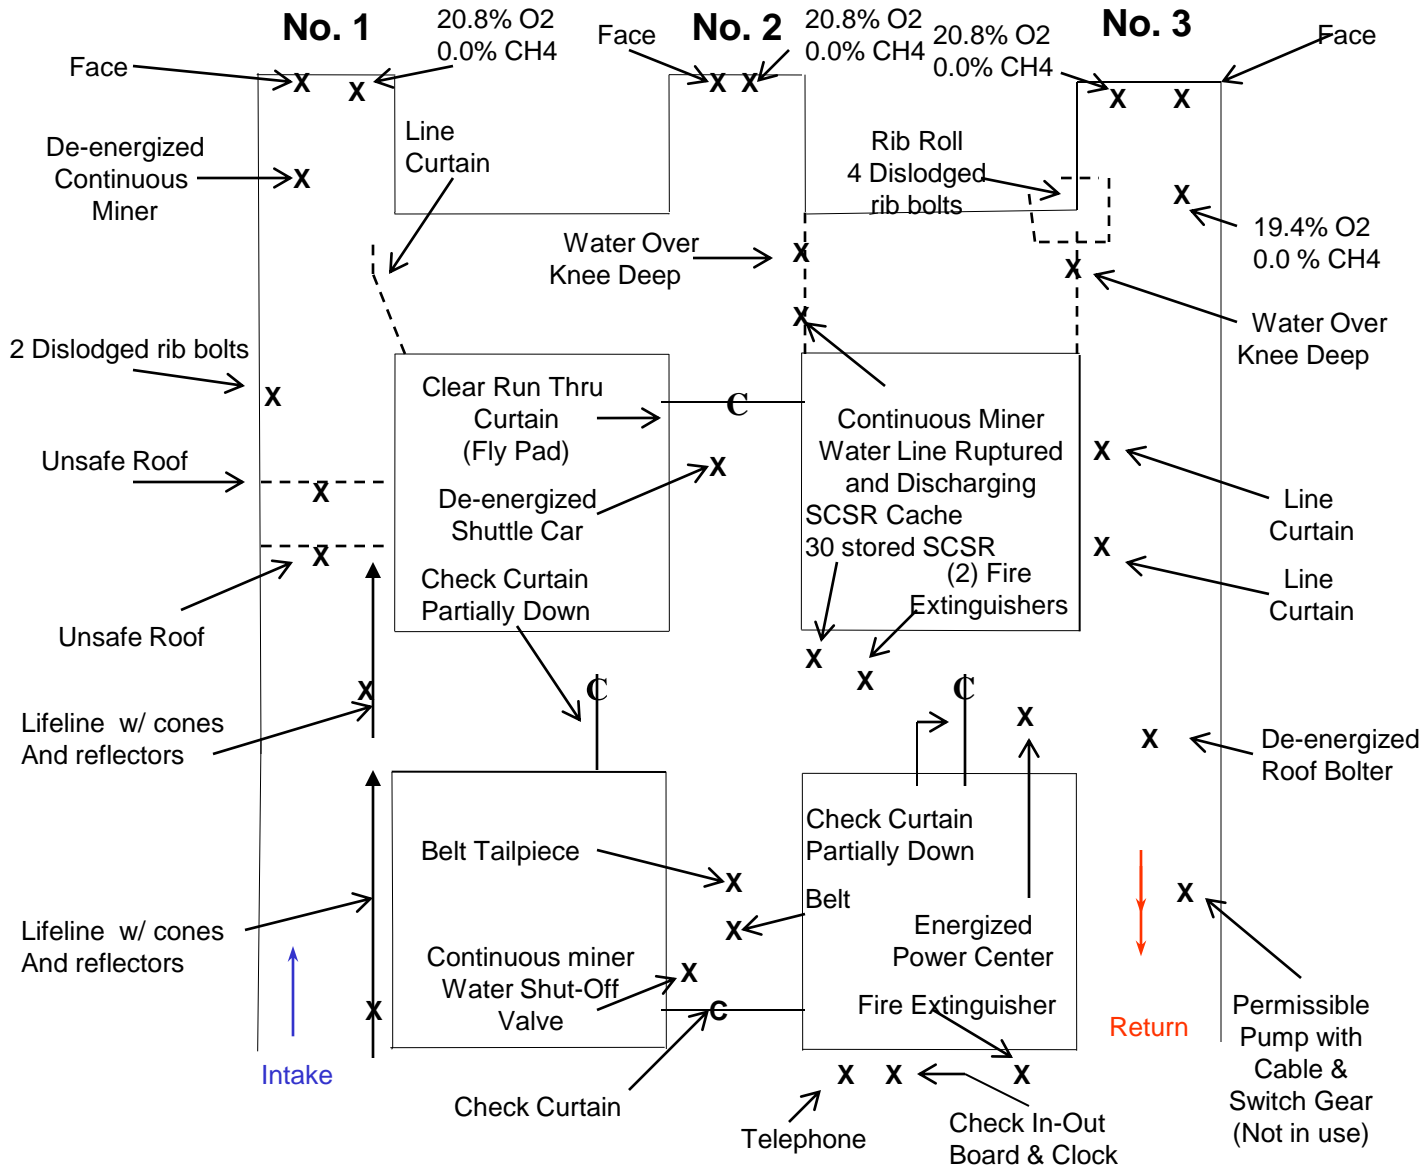 No. 1
20.8% O2
0.0% CH4
Face
No. 2
20.8% O2
0.0% CH4
20.8% O2
0.0% CH4
No. 3
Face
Face
X
X
X X
X
X
De-energized
Continuous
Miner
X
Line
Curtain
Rib Roll
4 Dislodged
rib bolts
X
19.4% O2
0.0 % CH4
Water Over
Knee Deep
X
X
Water Over
Knee Deep
X
2 Dislodged rib bolts
X
Clear Run Thru
Curtain
(Fly Pad)
C
Continuous Miner
Water Line Ruptured
and Discharging
X
Line
Curtain
Unsafe Roof
X
De-energized
Shuttle Car
X
SCSR Cache
30 stored SCSR
(2) Fire
Extinguishers
X
Line
Curtain
X
Unsafe Roof
Check Curtain
Partially Down
X
X
X
C
C
X
Lifeline w/ cones
And reflectors
X
De-energized
Roof Bolter
Check Curtain
Partially Down
Belt Tailpiece
X
Belt
X
X
Lifeline w/ cones
And reflectors
Energized
Power Center
Continuous miner
Water Shut-Off
Valve
X
C
Fire Extinguisher
X
Return
Permissible
Pump with
Cable &
Switch Gear
(Not in use)
Intake
X X
X
Check Curtain
Telephone
Check In-Out
Board & Clock